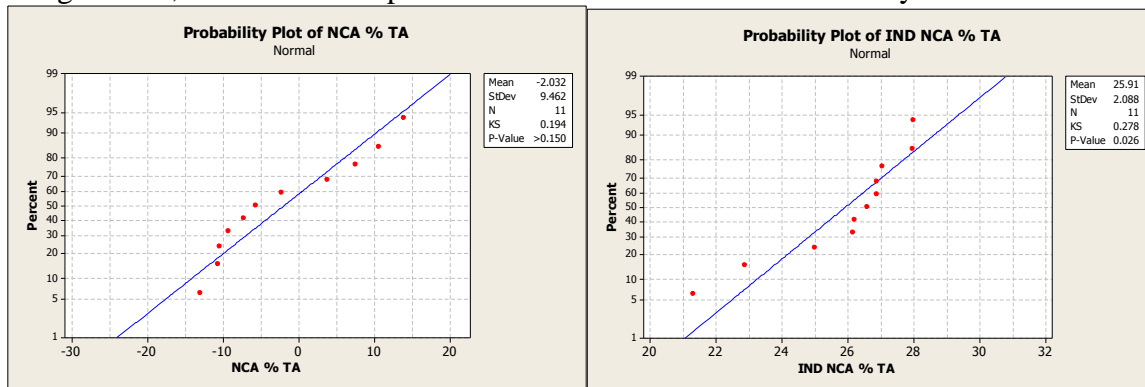 Probability Plot of NCA % TA
Normal
Percent
99
95
90
80
70
60
50
40
30
20
10
5
1
-30
-20
-10
0
10
20
NCA % TA
Mean -2.032
StDev 9.462
N 11
KS 0.194
P-Value >0.150
Probability Plot of IND NCA % TA
Normal
Percent
99
95
90
80
70
60
50
40
30
20
10
5
1
20
22
24
26
28
30
32
IND NCA % TA
Mean 25.91
StDev 2.088
N 11
KS 0.278
P-Value 0.026